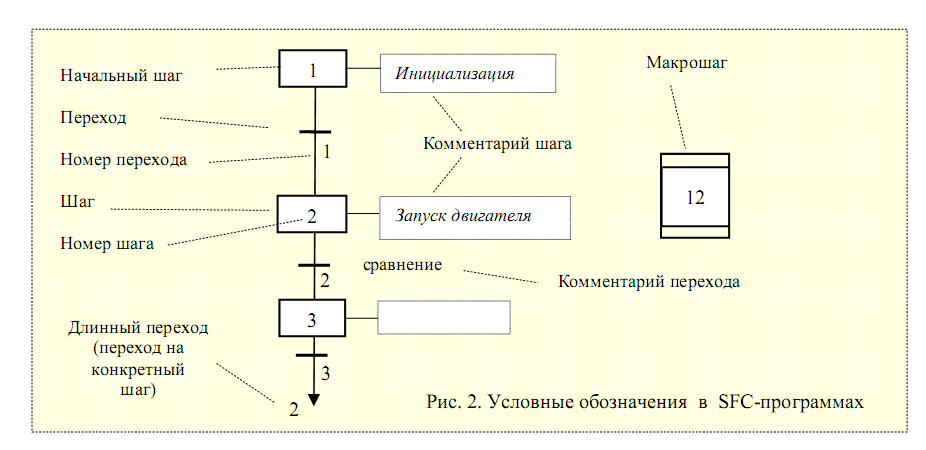 Начальный шаг
1
Инициализация
Макрошаг
Переход
Номер перехода
1
Комментарий шага
Шаг
2
Запуск двигателя
12
Номер шага
сравнение
2
Комментарий перехода
3
Длинный переход
(переход на
конкретный
шаг)
3
2
Рис. 2. Условные обозначения в SFC-программах